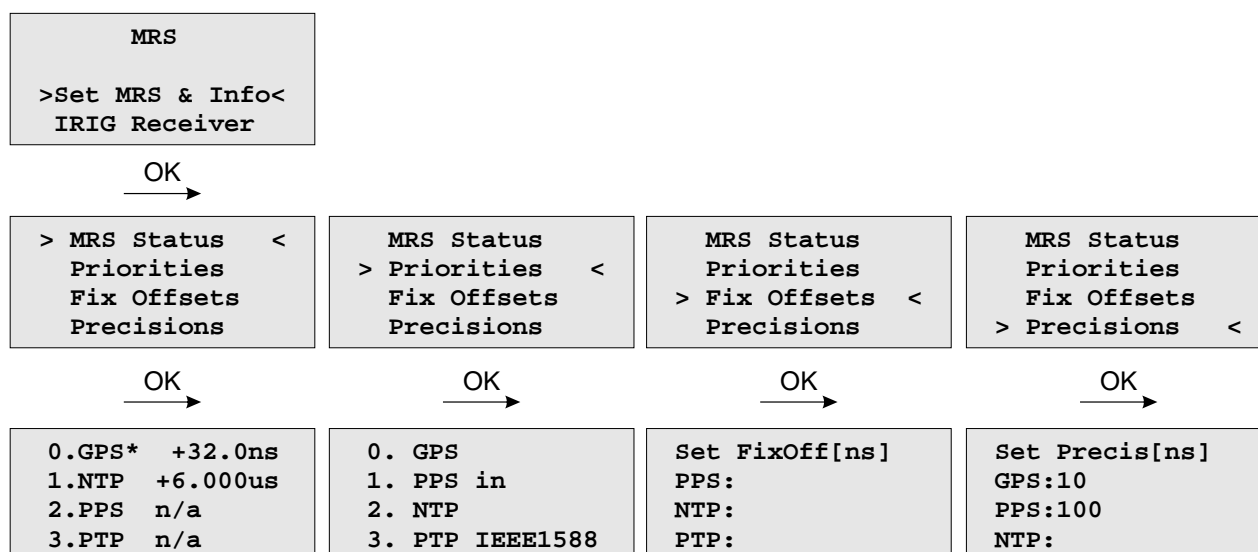 MRS
>Set MRS & Info<
IRIG Receiver
OK
> MRS Status <
Priorities
Fix Offsets
Precisions
MRS Status
> Priorities <
Fix Offsets
Precisions
MRS Status
Priorities
> Fix Offsets <
Precisions
MRS Status
Priorities
Fix Offsets
> Precisions <
OK
OK
OK
OK
0.GPS* +32.0ns
1.NTP +6.000us
2.PPS n/a
3.PTP n/a
0. GPS
1. PPS in
2. NTP
3. PTP IEEE1588
Set FixOff[ns]
PPS:
NTP:
PTP:
Set Precis[ns]
GPS:10
PPS:100
NTP: